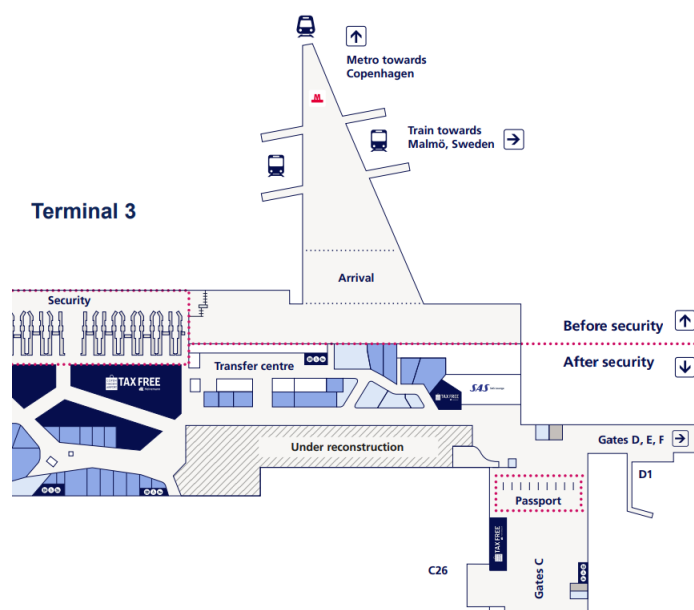 Metro towards
Copenhagen
M
Train towards
Malmö, Sweden
Terminal 3
Arrival
Security
Before security
After security
Transfer centre
TAX FREE
SAS
TAX FREE
Under reconstruction
Gates D, E, F
D1
Passport
TAX FREE
C26
Gates C